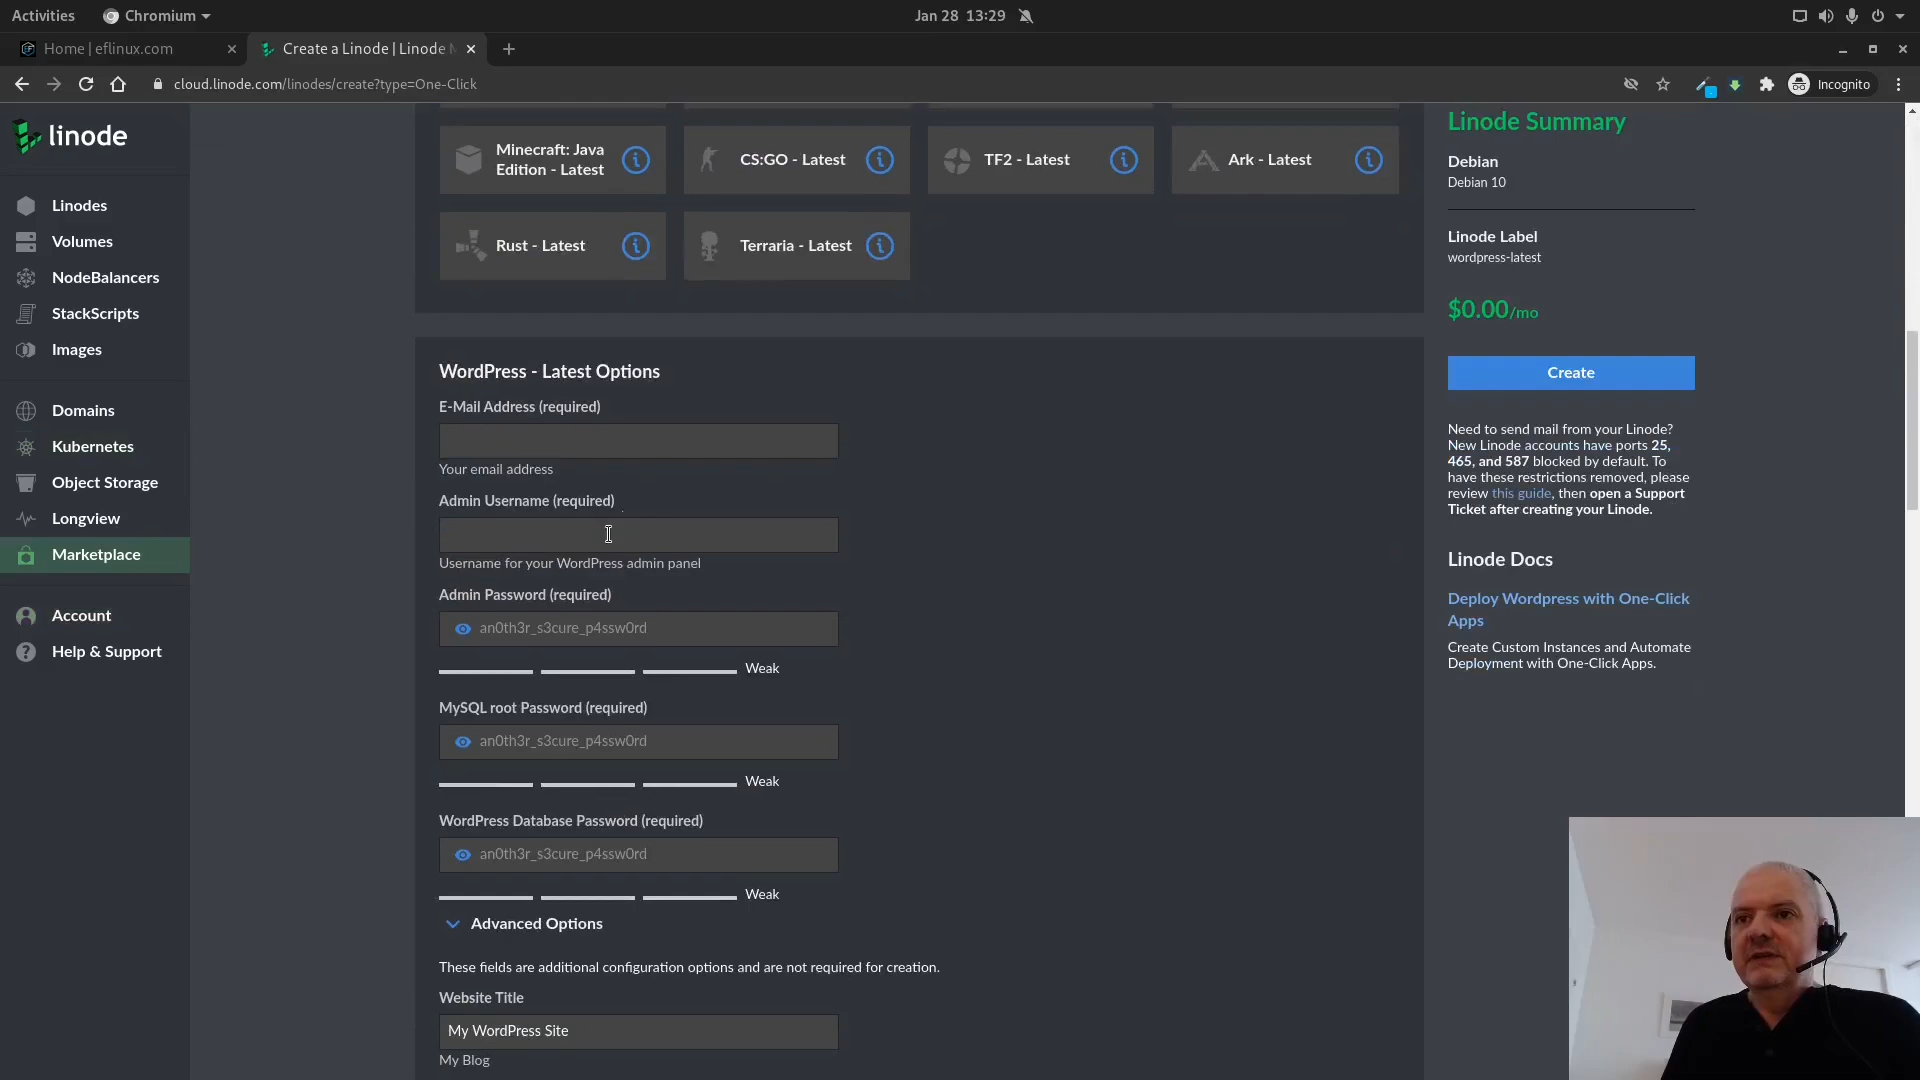 Activities
Chromium
Jan 28 13:29
Home | eflinux.com
Create a Linode | Linode
cloud.linode.com/linodes/create?type=One-Click
Incognito
linode
Linodes
Volumes
NodeBalancers
StackScripts
Images
Domains
Kubernetes
Object Storage
Longview
Marketplace
Account
Help & Support
Minecraft: Java
Edition - Latest
CS:GO - Latest
TF2 - Latest
Ark - Latest
Rust - Latest
Terraria - Latest
WordPress - Latest Options
E-Mail Address (required)
Your email address
Admin Username (required)
Username for your WordPress admin panel
Admin Password (required)
an0th3r_s3cure_p4ssw0rd
Weak
MySQL root Password (required)
an0th3r_s3cure_p4ssw0rd
Weak
WordPress Database Password (required)
an0th3r_s3cure_p4ssw0rd
Weak
Advanced Options
These fields are additional configuration options and are not required for creation.
Website Title
My WordPress Site
My Blog
Linode Summary
Debian
Debian 10
Linode Label
wordpress-latest
$0.00/mo
Create
Need to send mail from your Linode?
New Linode accounts have ports 25,
465, and 587 blocked by default. To
have these restrictions removed, please
review this guide, then open a Support
Ticket after creating your Linode.
Linode Docs
Deploy Wordpress with One-Click
Apps
Create Custom Instances and Automate
Deployment with One-Click Apps.